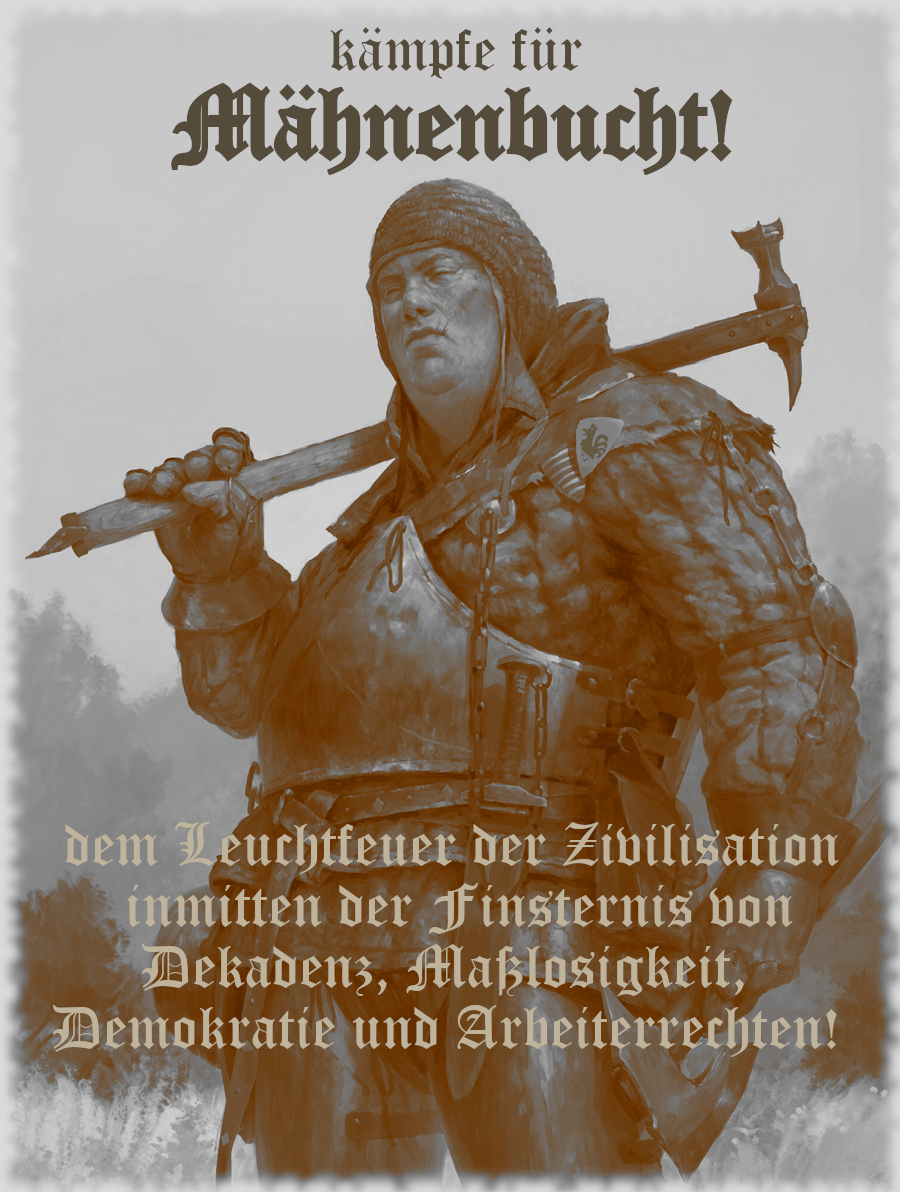 kämpfe für
Mähnenbucht!
dem Leuchtfeuer der Zivilisation
inmitten der Finsternis von
Dekadenz, Maßlosigkeit,
Demokratie und Arbeiterrechten!